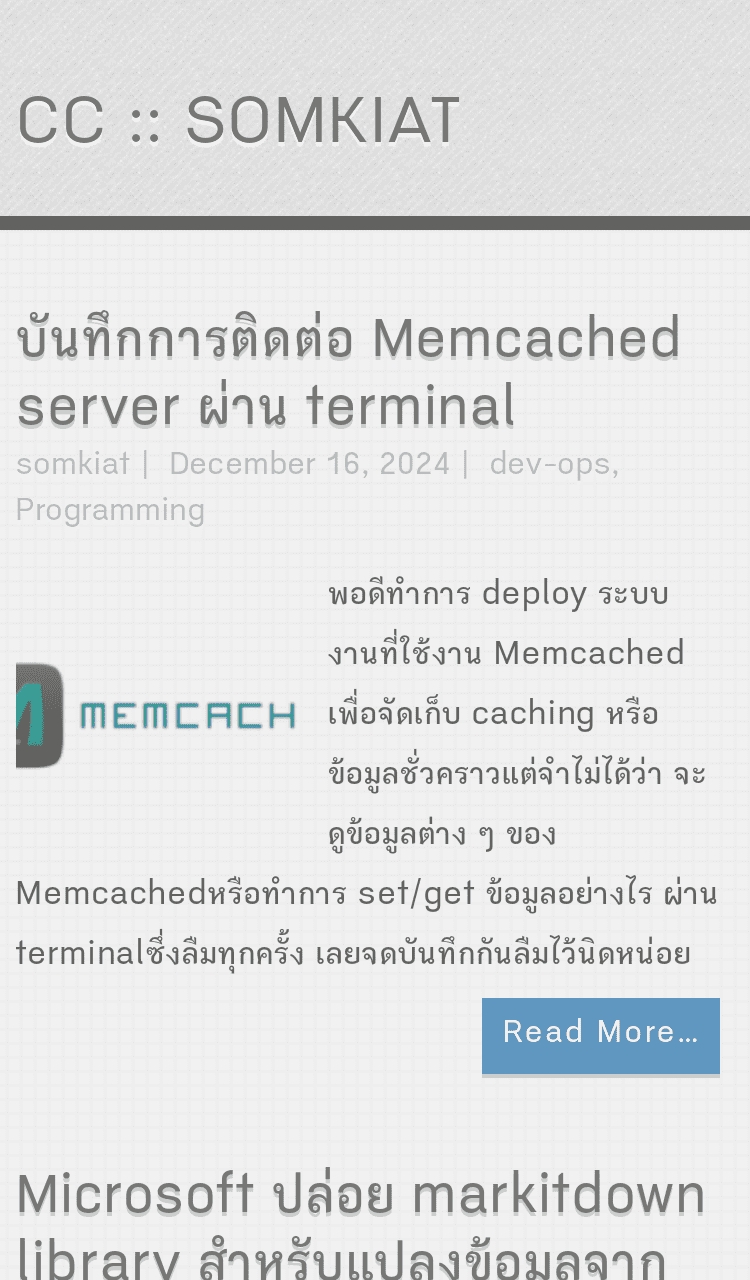 CC :: SOMKIAT
บันทึกการติดต่อ Memcached
server ผ่าน terminal
somkiat | December 16, 2024 | dev-ops,
Programming
พอดีทำการ deploy ระบบ
งานที่ใช้งาน Memcached
เพื่อจัดเก็บ caching หรือ
ข้อมูลชั่วคราวแต่จำไม่ได้ว่า จะ
ดูข้อมูลต่าง ๆ ของ
MEMCACH
Memcachedหรือทำการ set/get ข้อมูลอย่างไร ผ่าน
terminalซึ่งลืมทุกครั้ง เลยจดบันทึกกันลืมไว้นิดหน่อย
Read More…
Microsoft ปล่อย markitdown
library สำหรับแปลงข้อมูลจาก